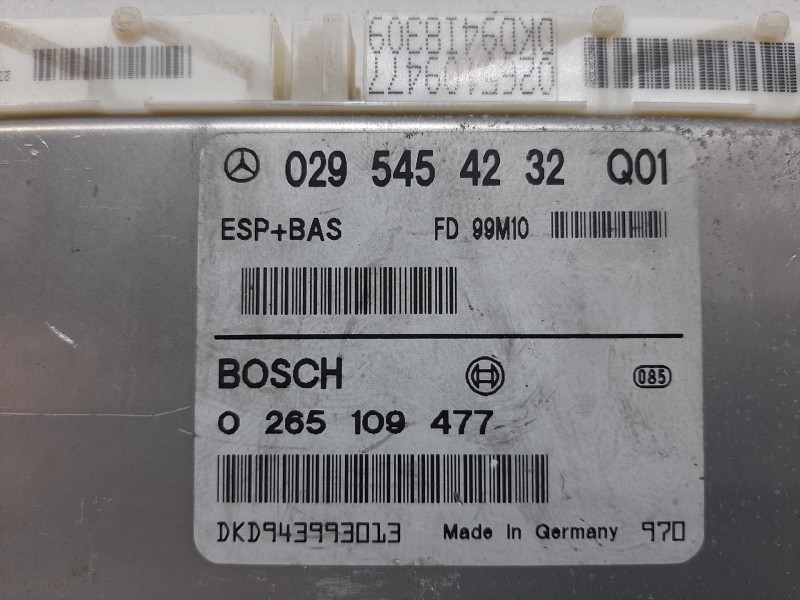 DKD9418309
0265109477
029 545 42 32 Q01
ESP+BAS FD 99M10
BOSCH 085
0 265 109 477
DKD943993013 Made In Germany 970